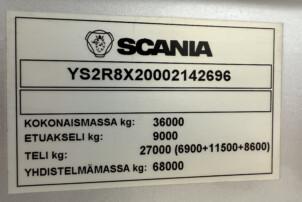 SCANIA
YS2R8X20002142696
KOKONAISMASSA kg: 36000
ETUAKSELI kg: 9000
TELI kg: 27000 (6900+11500+8600)
YHDISTELMÄMASSA kg: 68000